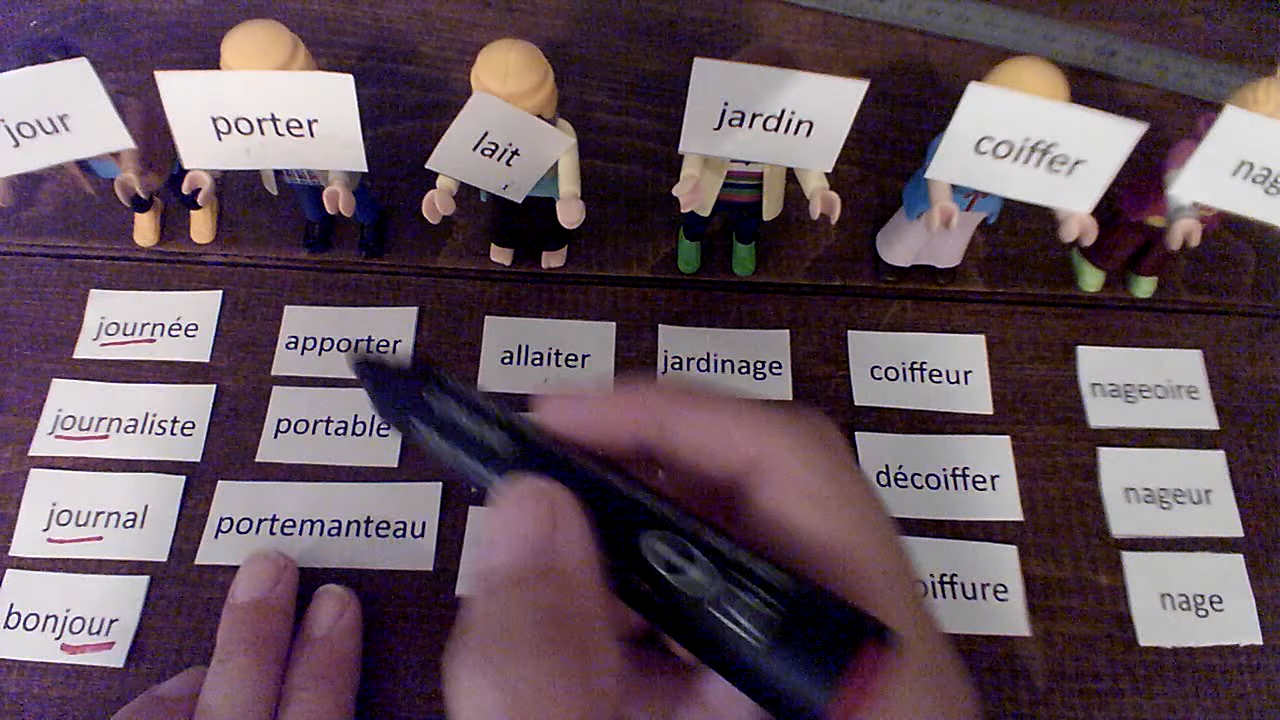 jour
porter
lait
jardin
coiffer
journée
apporter
allaiter
jardinage
coiffeur
nageoire
journaliste
portable
décoiffer
nageur
journal
portemanteau
nage
bonjour